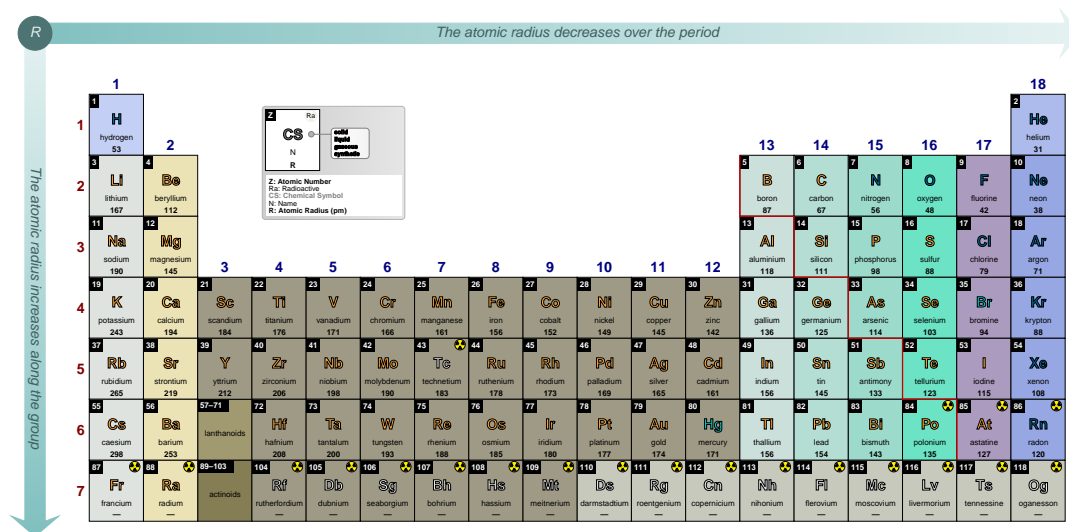 R
The atomic radius decreases over the period
The atomic radius increases along the group
1
18
1
1
H
hydrogen
53
Z
Ra
CS
N
R
solid
liquid
gaseous
synthetic
Z: Atomic Number
Ra: Radioactive
CS: Chemical Symbol
N: Name
R: Atomic Radius (pm)
2
He
helium
31
2
13
14
15
16
17
2
3
Li
lithium
167
4
Be
beryllium
112
5
B
boron
87
6
C
carbon
67
7
N
nitrogen
56
8
O
oxygen
48
9
F
fluorine
42
10
Ne
neon
38
3
11
Na
sodium
190
12
Mg
magnesium
145
13
Al
aluminium
118
14
Si
silicon
111
15
P
phosphorus
98
16
S
sulfur
88
17
Cl
chlorine
79
18
Ar
argon
71
3
4
5
6
7
8
9
10
11
12
4
19
K
potassium
243
20
Ca
calcium
194
21
Sc
scandium
184
22
Ti
titanium
176
23
V
vanadium
171
24
Cr
chromium
166
25
Mn
manganese
161
26
Fe
iron
156
27
Co
cobalt
152
28
Ni
nickel
149
29
Cu
copper
145
30
Zn
zinc
142
31
Ga
gallium
136
32
Ge
germanium
125
33
As
arsenic
114
34
Se
selenium
103
35
Br
bromine
94
36
Kr
krypton
88
5
37
Rb
rubidium
265
38
Sr
strontium
219
39
Y
yttrium
212
40
Zr
zirconium
206
41
Nb
niobium
198
42
Mo
molybdenum
190
43
Tc
technetium
183
44
Ru
ruthenium
178
45
Rh
rhodium
173
46
Pd
palladium
169
47
Ag
silver
165
48
Cd
cadmium
161
49
In
indium
156
50
Sn
tin
145
51
Sb
antimony
133
52
Te
tellurium
123
53
I
iodine
115
54
Xe
xenon
108
6
55
Cs
caesium
298
56
Ba
barium
253
57–71
lanthanoids
72
Hf
hafnium
208
73
Ta
tantalum
200
74
W
tungsten
193
75
Re
rhenium
188
76
Os
osmium
185
77
Ir
iridium
180
78
Pt
platinum
177
79
Au
gold
174
80
Hg
mercury
171
81
Tl
thallium
156
82
Pb
lead
154
83
Bi
bismuth
143
84
Po
polonium
135
85
At
astatine
127
86
Rn
radon
120
7
87
Fr
francium
—
88
Ra
radium
—
89–103
actinoids
104
Rf
rutherfordium
—
105
Db
dubnium
—
106
Sg
seaborgium
—
107
Bh
bohrium
—
108
Hs
hassium
—
109
Mt
meitnerium
—
110
Ds
darmstadtium
—
111
Rg
roentgenium
—
112
Cn
copernicium
—
113
Nh
nihonium
—
114
Fl
flerovium
—
115
Mc
moscovium
—
116
Lv
livermorium
—
117
Ts
tennessine
—
118
Og
oganesson
—